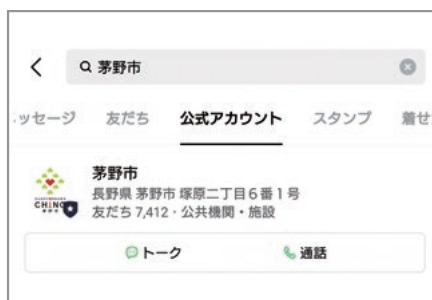 茅野市
ッセージ 友だち 公式アカウント スタンプ 着せ
茅野市
長野県 茅野市 塚原二丁目6番1号
友だち 7,412・公共機関・施設
CHINO
トーク 通話